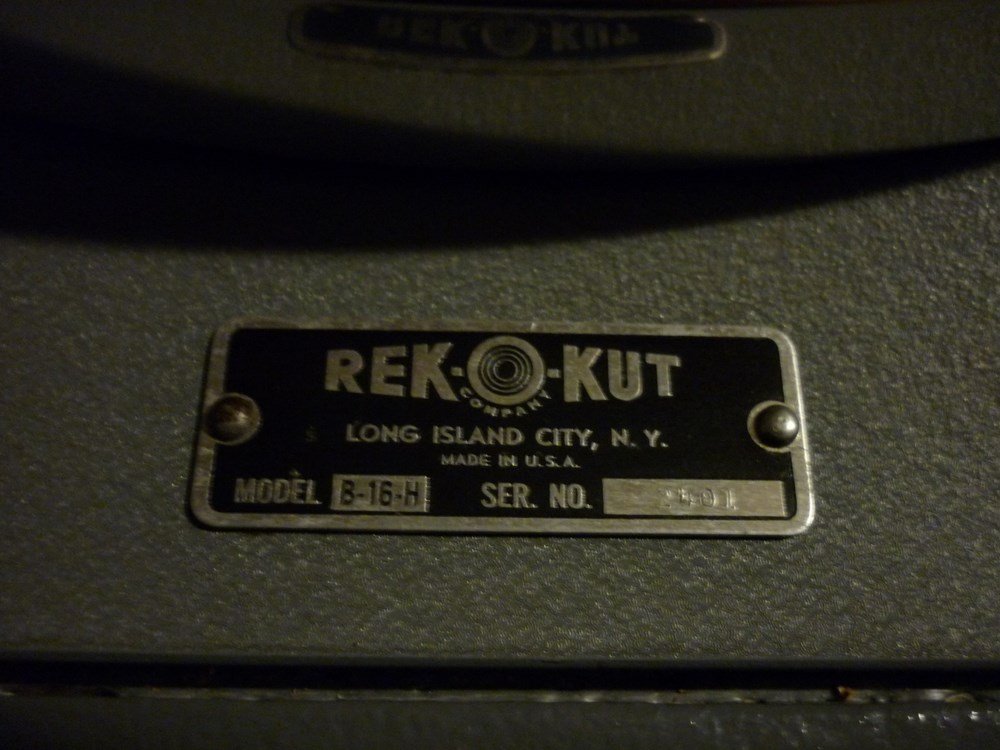 REK-O-KUT
COMPANY
LONG ISLAND CITY, N. Y.
MADE IN U.S.A.
MODEL B-16-H SER. NO.